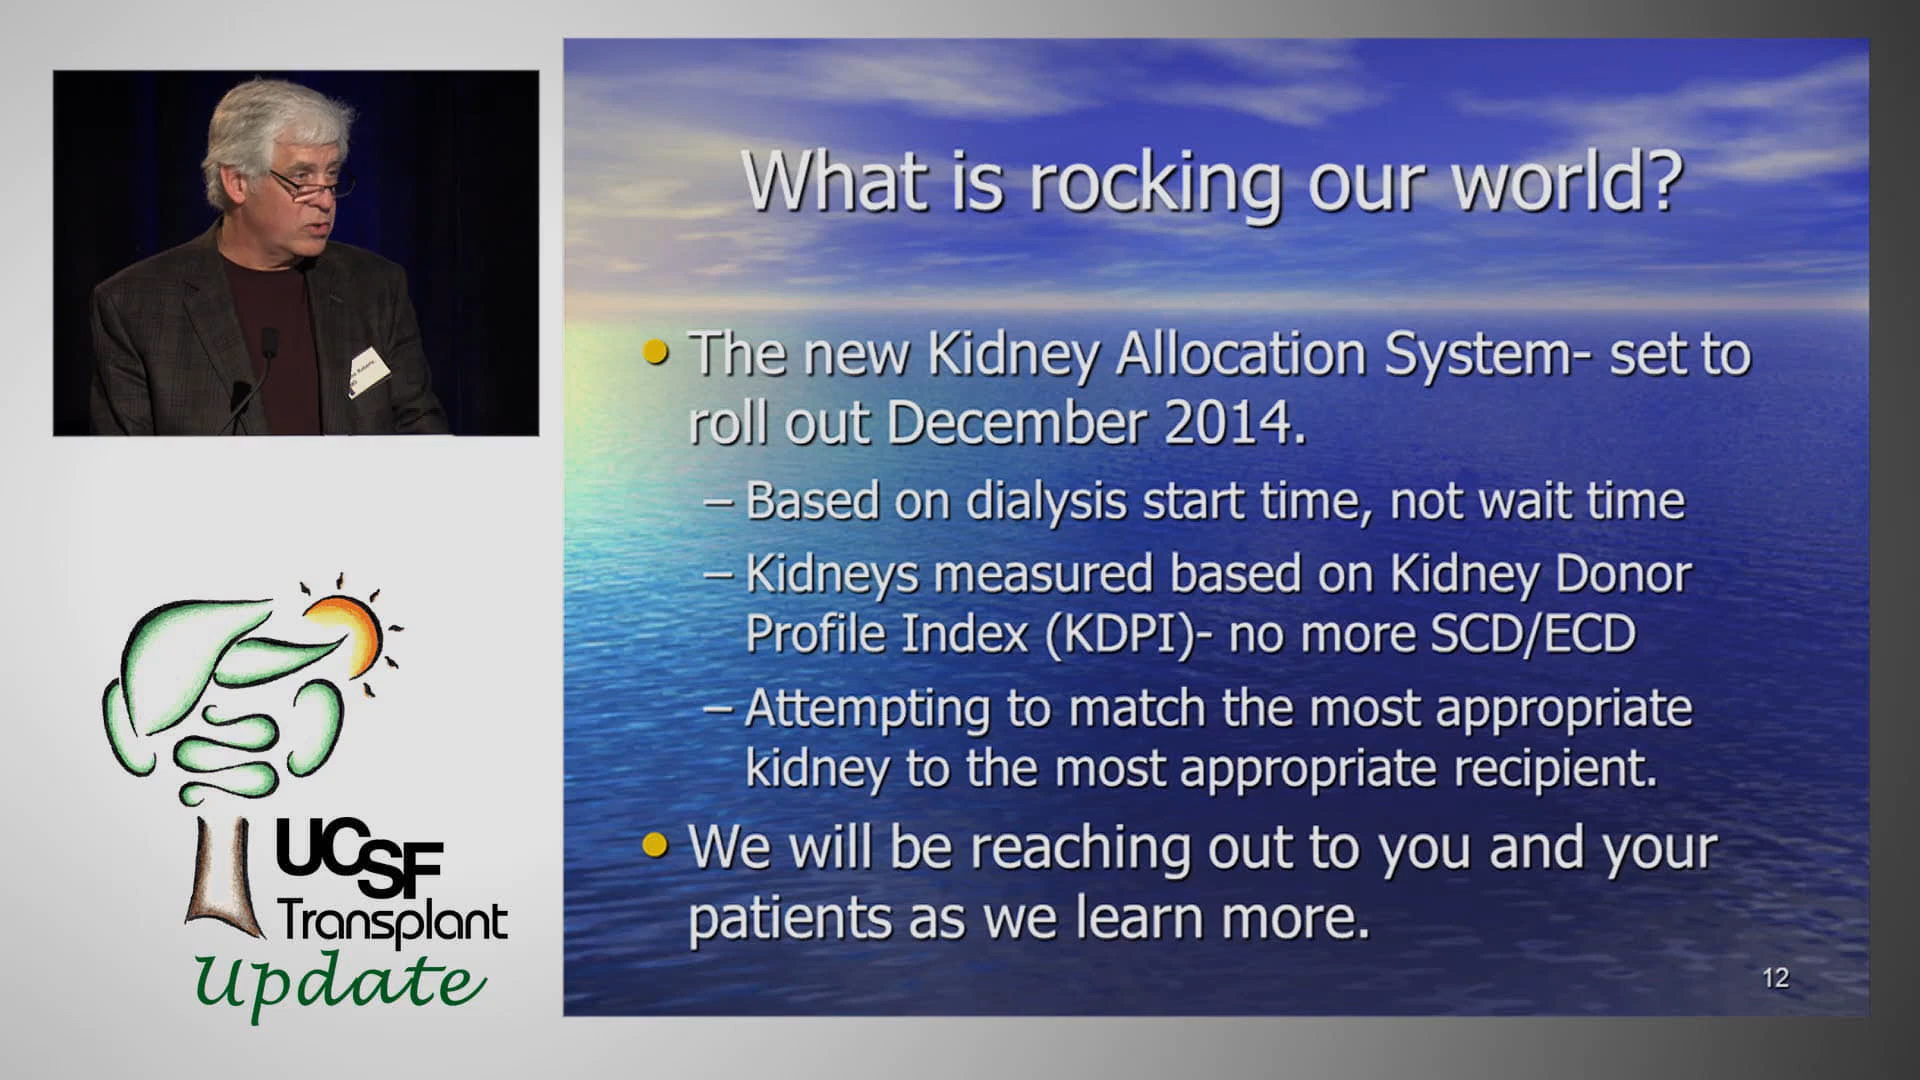 What is rocking our world?
The new Kidney Allocation System- set to
roll out December 2014.
– Based on dialysis start time, not wait time
– Kidneys measured based on Kidney Donor
Profile Index (KDPI)- no more SCD/ECD
– Attempting to match the most appropriate
kidney to the most appropriate recipient.
We will be reaching out to you and your
patients as we learn more.
12
UCSF
Transplant
Update